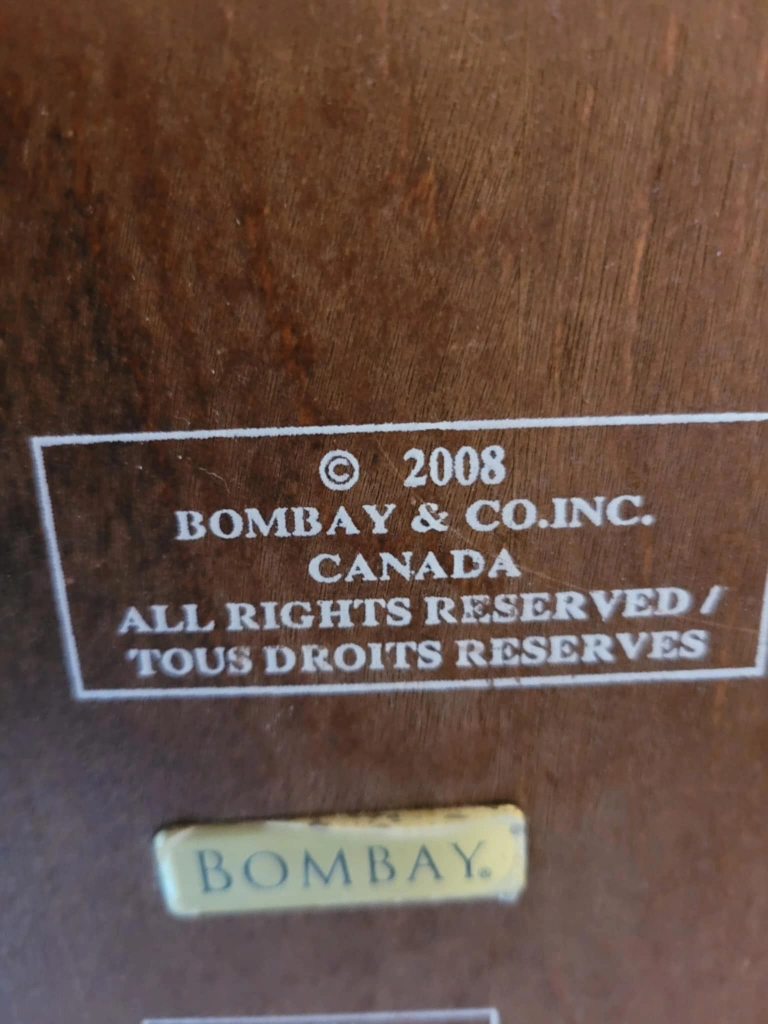 © 2008
BOMBAY & CO.INC.
CANADA
ALL RIGHTS RESERVED /
TOUS DROITS RESERVES
BOMBAY®